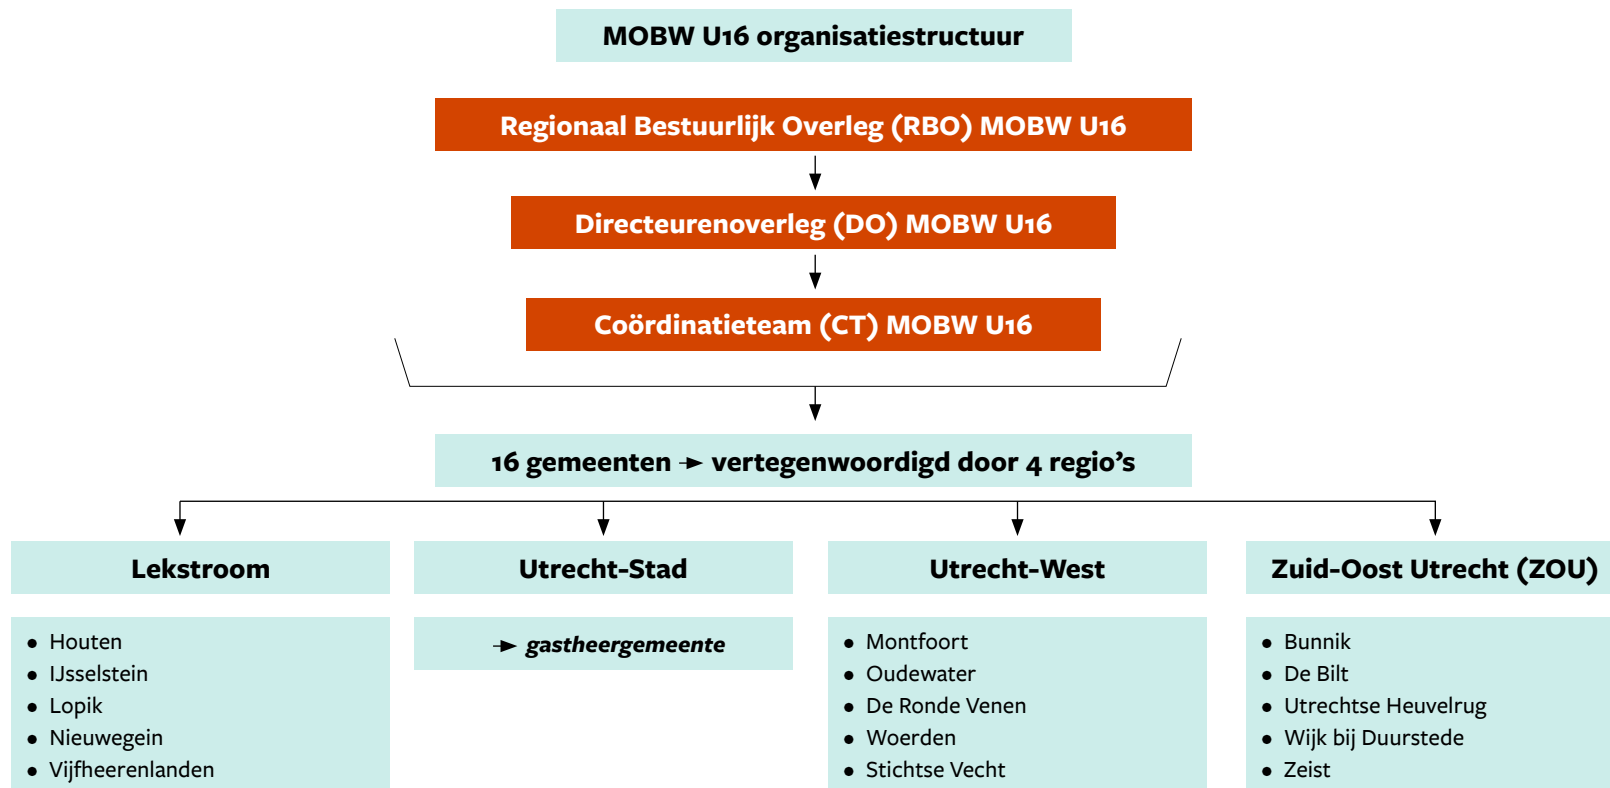 MOBW U16 organisatiestructuur
Regionaal Bestuurlijk Overleg (RBO) MOBW U16
Directeurenoverleg (DO) MOBW U16
Coördinatieteam (CT) MOBW U16
16 gemeenten → vertegenwoordigd door 4 regio’s
Lekstroom
• Houten
• IJsselstein
• Lopik
• Nieuwegein
• Vijfheerenlanden
Utrecht-Stad
→ gastheergemeente
Utrecht-West
• Montfoort
• Oudewater
• De Ronde Venen
• Woerden
• Stichtse Vecht
Zuid-Oost Utrecht (ZOU)
• Bunnik
• De Bilt
• Utrechtse Heuvelrug
• Wijk bij Duurstede
• Zeist